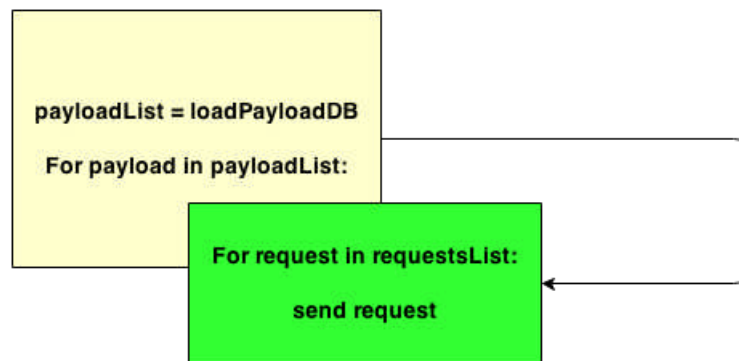 payloadList = loadPayloadDB
For payload in payloadList:
For request in requestsList:
send request